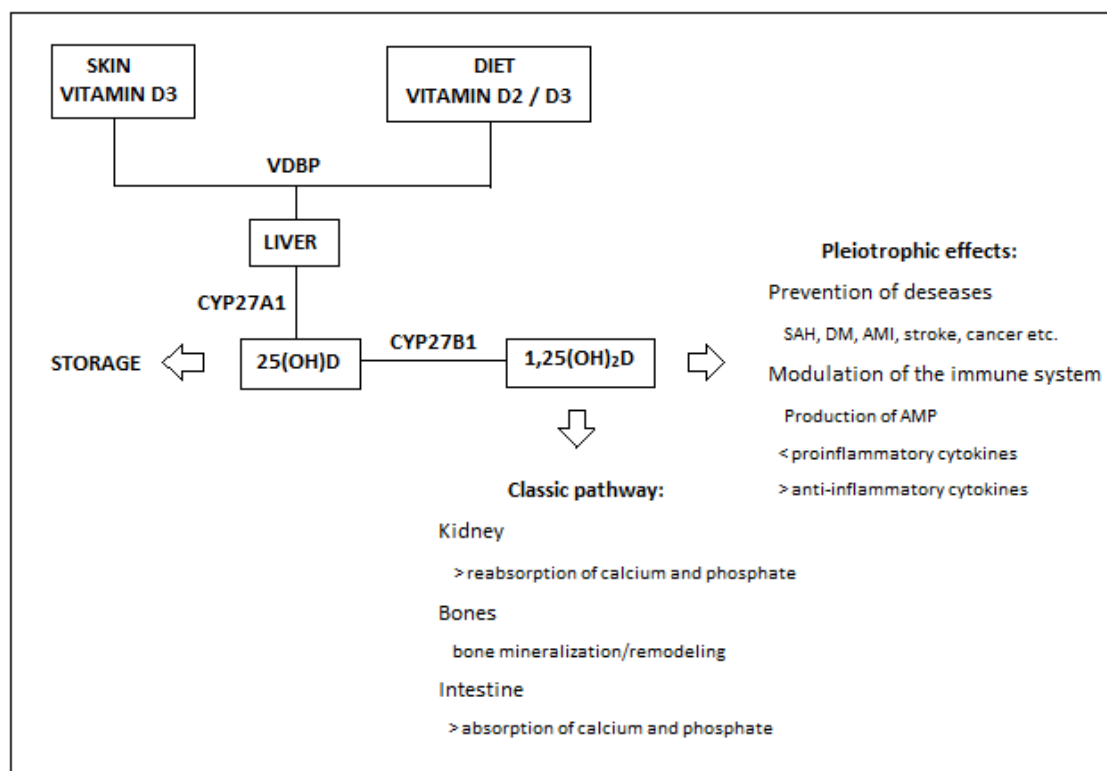 SKIN
VITAMIN D3
DIET
VITAMIN D2 / D3
VDBP
LIVER
CYP27A1
STORAGE
25(OH)D
CYP27B1
1,25(OH)₂D
Pleiotrophic effects:
Prevention of deseases
SAH, DM, AMI, stroke, cancer etc.
Modulation of the immune system
Production of AMP
< proinflammatory cytokines
> anti-inflammatory cytokines
Classic pathway:
Kidney
> reabsorption of calcium and phosphate
Bones
bone mineralization/remodeling
Intestine
> absorption of calcium and phosphate